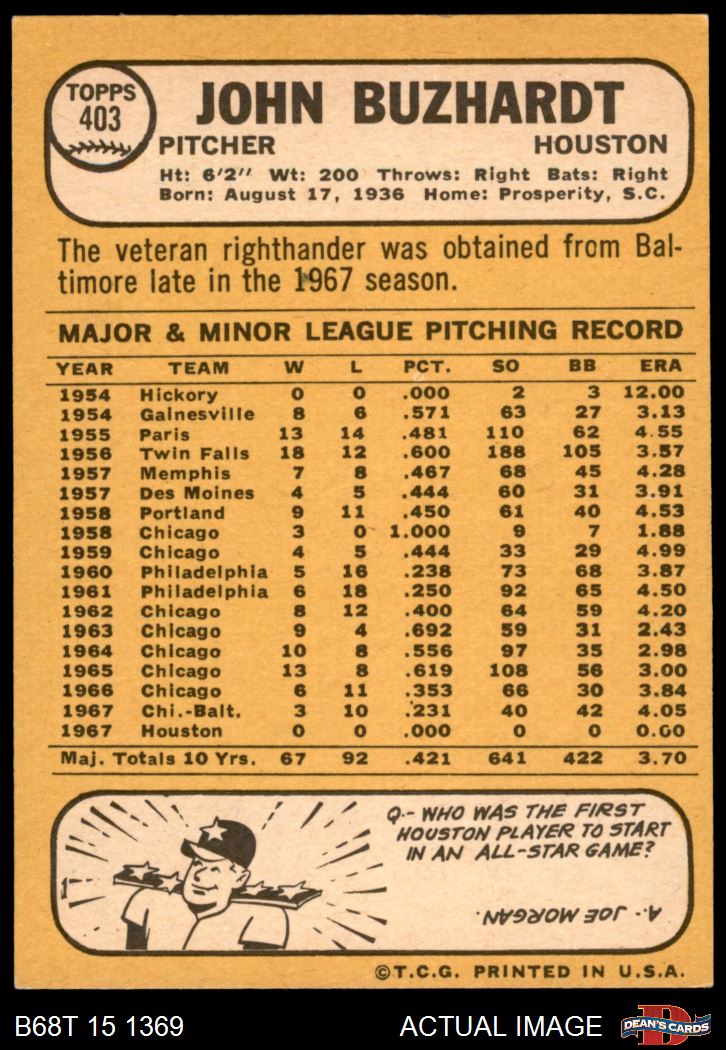 TOPPS
403
JOHN BUZHARDT
PITCHER HOUSTON
Ht: 6'2'' Wt: 200 Throws: Right Bats: Right
Born: August 17, 1936 Home: Prosperity, S.C.
The veteran righthander was obtained from Bal-
timore late in the 1967 season.
MAJOR & MINOR LEAGUE PITCHING RECORD
YEAR TEAM W L PCT. SO BB ERA
1954 Hickory 0 0 .000 2 3 12.00
1954 Gainesville 8 6 .571 63 27 3.13
1955 Paris 13 14 .481 110 62 4.55
1956 Twin Falls 18 12 .600 188 105 3.57
1957 Memphis 7 8 .467 68 45 4.28
1957 Des Moines 4 5 .444 60 31 3.91
1958 Portland 9 11 .450 61 40 4.53
1958 Chicago 3 0 1.000 9 7 1.88
1959 Chicago 4 5 .444 33 29 4.99
1960 Philadelphia 5 16 .238 73 68 3.87
1961 Philadelphia 6 18 .250 92 65 4.50
1962 Chicago 8 12 .400 64 59 4.20
1963 Chicago 9 4 .692 59 31 2.43
1964 Chicago 10 8 .556 97 35 2.98
1965 Chicago 13 8 .619 108 56 3.00
1966 Chicago 6 11 .353 66 30 3.84
1967 Chi.-Balt. 3 10 .231 40 42 4.05
1967 Houston 0 0 .000 0 0 0.00
Maj. Totals 10 Yrs. 67 92 .421 641 422 3.70
Q.- WHO WAS THE FIRST
HOUSTON PLAYER TO START
IN AN ALL-STAR GAME?
A.- JOE MORGAN.
©T.C.G. PRINTED IN U.S.A.
B68T 15 1369 ACTUAL IMAGE
D
DEAN'S CARDS